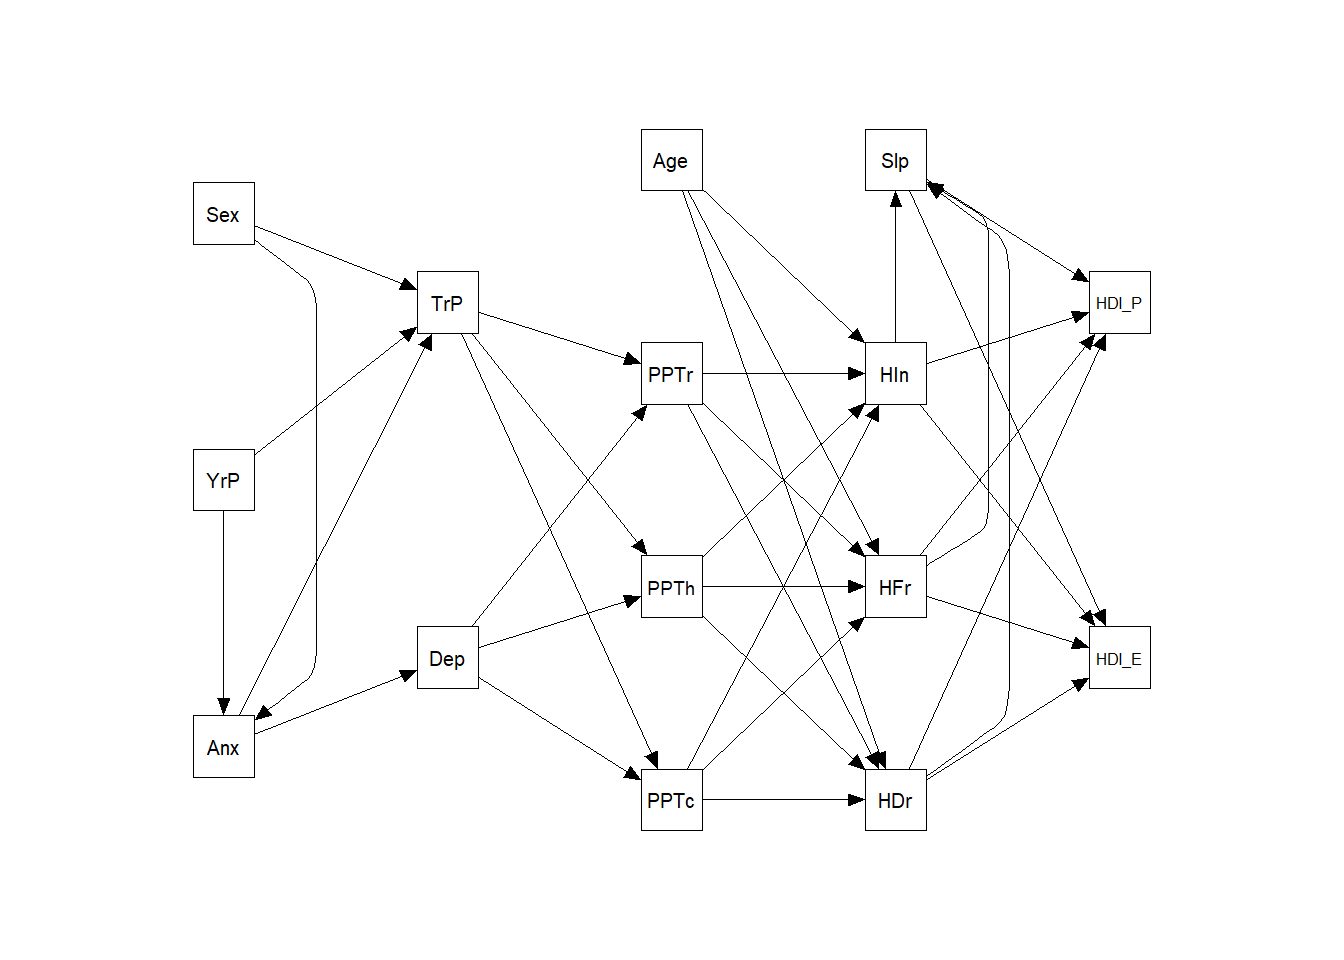 Age
Slp
Sex
TrP
HDI_P
PPTr
HIn
YrP
PPTh
HFr
Dep
HDI_E
Anx
PPTc
HDr